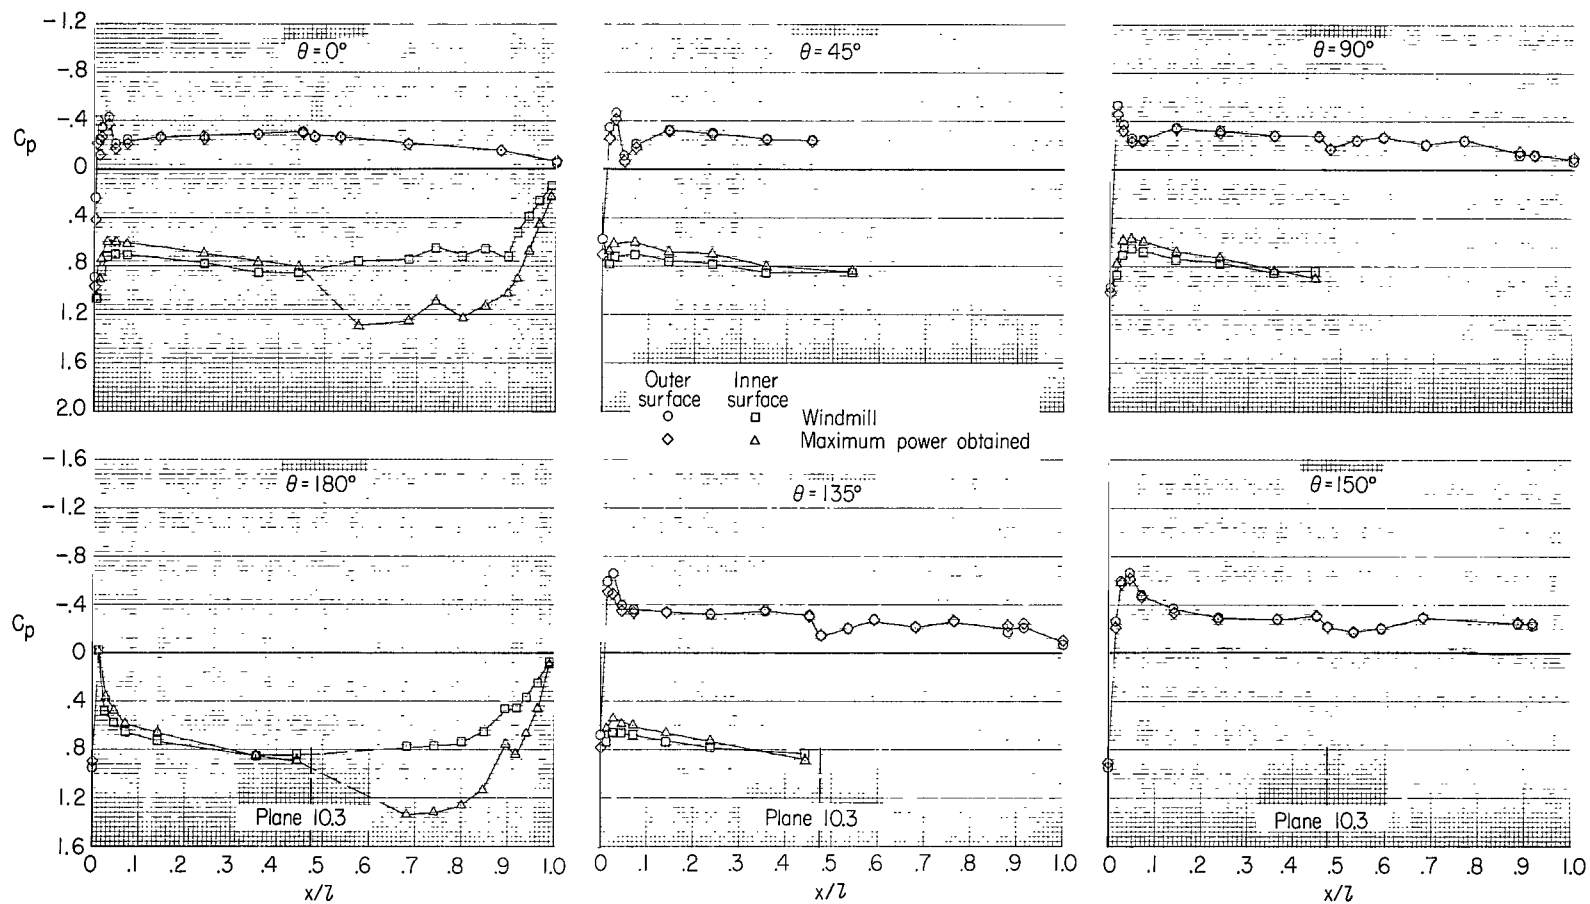 -1.2
-.8
-.4
0
.4
.8
1.2
1.6
2.0
Cp
θ=0°
θ=45°
θ=90°
Outer surface
Inner surface
Windmill
Maximum power obtained
-1.6
-1.2
-.8
-.4
0
.4
.8
1.2
1.6
Cp
θ=180°
θ=135°
θ=150°
Plane 10.3
Plane 10.3
Plane 10.3
0 .1 .2 .3 .4 .5 .6 .7 .8 .9 1.0
0 .1 .2 .3 .4 .5 .6 .7 .8 .9 1.0
0 .1 .2 .3 .4 .5 .6 .7 .8 .9 1.0
x/l
x/l
x/l